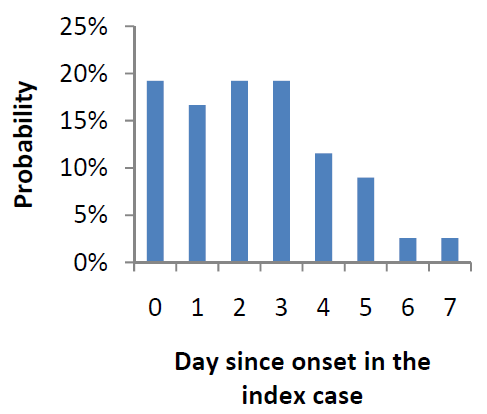 25%
20%
15%
10%
5%
0%
Probability
0 1 2 3 4 5 6 7
Day since onset in the
index case